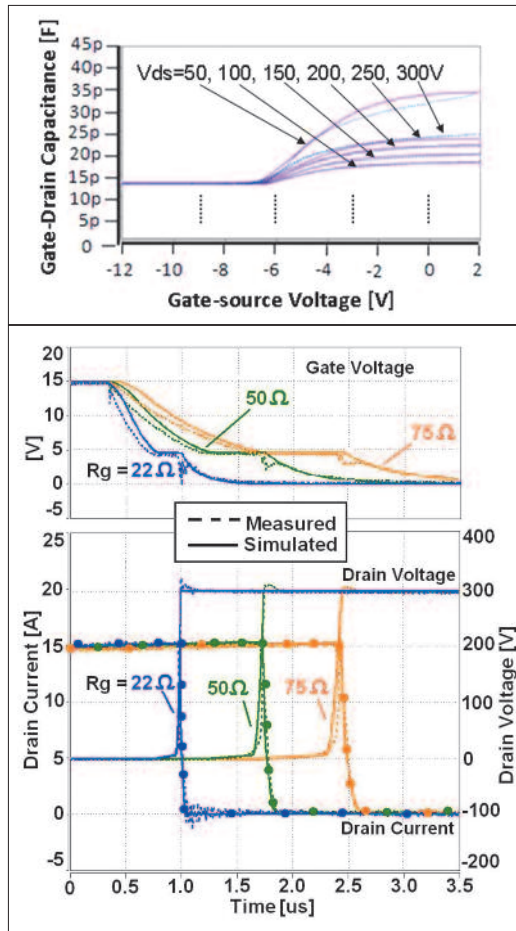 Gate-Drain Capacitance [F]
45p
40p
35p
30p
25p
20p
15p
10p
5p
0
Vds=50, 100, 150, 200, 250, 300V
-12 -10 -8 -6 -4 -2 0 2
Gate-source Voltage [V]
20
15
10
5
0
-5
[V]
Gate Voltage
50Ω
75Ω
Rg = 22Ω
Measured
Simulated
25
20
15
10
5
0
-5
Drain Current [A]
400
300
200
100
0
-100
-200
Drain Voltage [V]
Drain Voltage
Rg = 22Ω
50Ω
75Ω
Drain Current
0 0.5 1.0 1.5 2.0 2.5 3.0 3.5
Time [us]